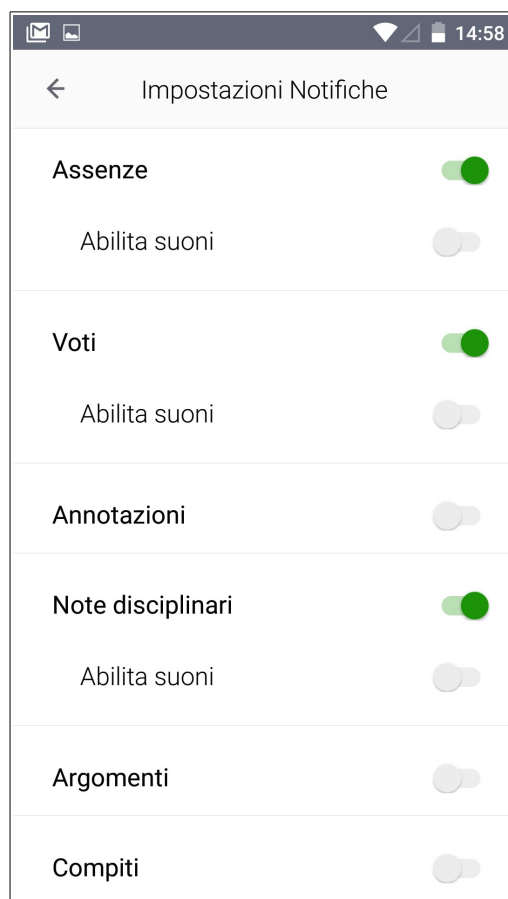 14:58
Impostazioni Notifiche
Assenze
Abilita suoni
Voti
Abilita suoni
Annotazioni
Note disciplinari
Abilita suoni
Argomenti
Compiti